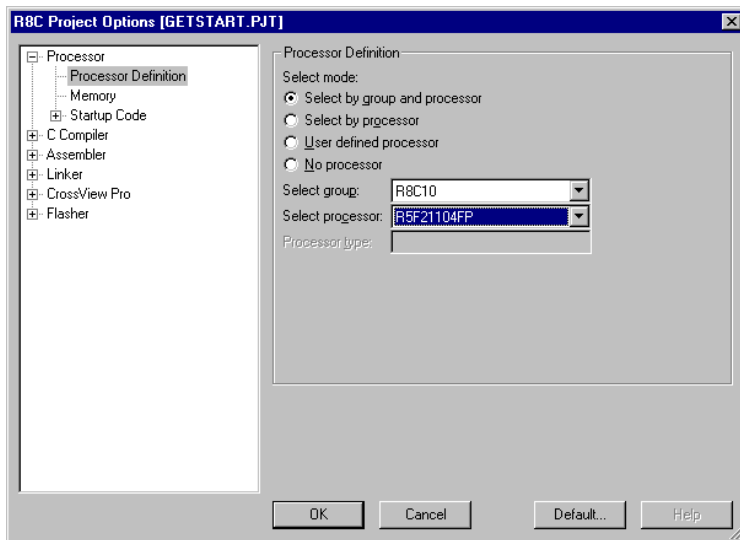 R8C Project Options [GETSTART.PJT]
Processor
Processor Definition
Memory
Startup Code
C Compiler
Assembler
Linker
CrossView Pro
Flasher
Processor Definition
Select mode:
Select by group and processor
Select by processor
User defined processor
No processor
Select group: R8C10
Select processor: R5F21104FP
Processor type:
OK Cancel Default... Help